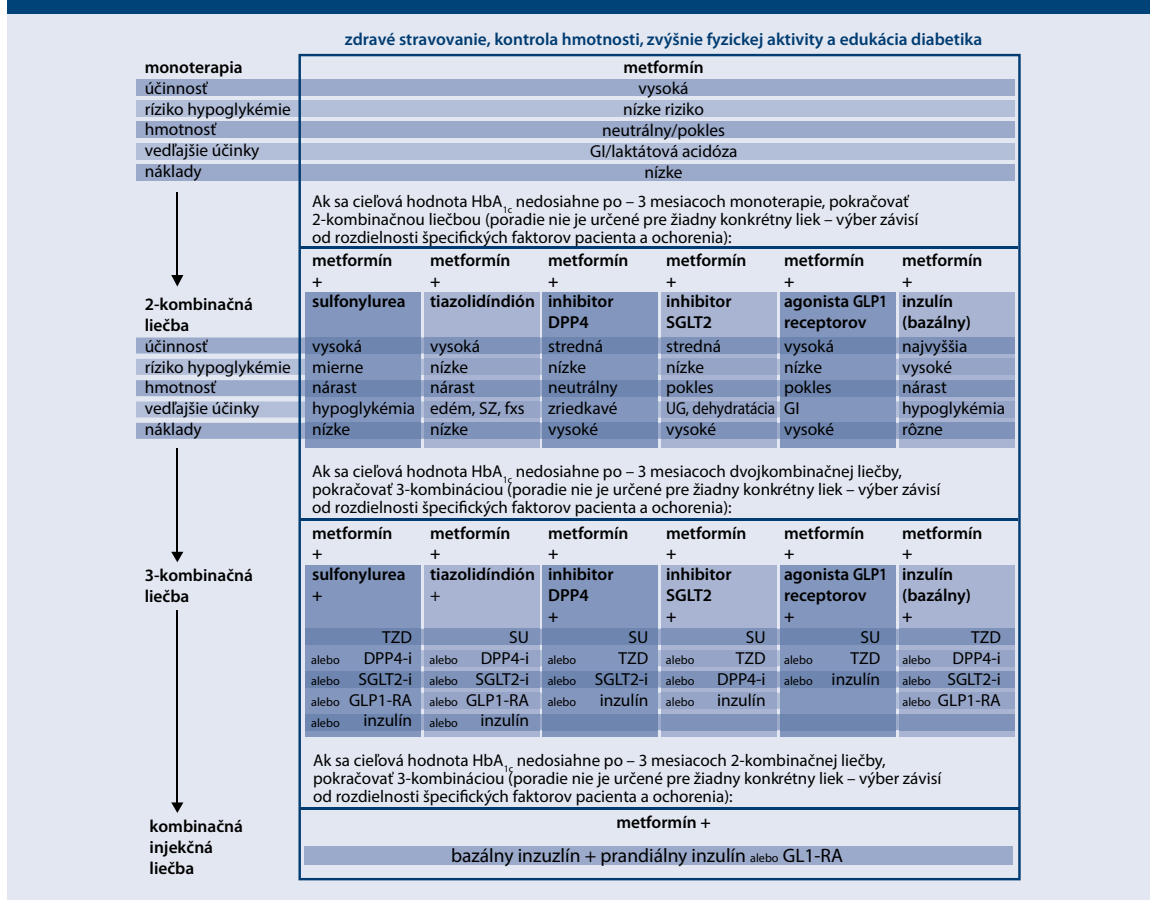 zdravé stravovanie, kontrola hmotnosti, zvýšnie fyzickej aktivity a edukácia diabetika
monoterapia metformín
účinnosť vysoká
ríziko hypoglykémie nízke riziko
hmotnosť neutrálny/pokles
vedľajšie účinky GI/laktátová acidóza
náklady nízke
Ak sa cieľová hodnota HbA1c nedosiahne po – 3 mesiacoch monoterapie, pokračovať
2-kombinačnou liečbou (poradie nie je určené pre žiadny konkrétny liek – výber závisí
od rozdielnosti špecifických faktorov pacienta a ochorenia):
metformín metformín metformín metformín metformín metformín
+ + + + + +
2-kombinačná sulfonylurea tiazolidíndión inhibitor inhibitor agonista GLP1 inzulín
liečba DPP4 SGLT2 receptorov (bazálny)
účinnosť vysoká vysoká stredná stredná vysoká najvyššia
ríziko hypoglykémie mierne nízke nízke nízke nízke vysoké
hmotnosť nárast nárast neutrálny pokles pokles nárast
vedľajšie účinky hypoglykémia edém, SZ, fxs zriedkavé UG, dehydratácia GI hypoglykémia
náklady nízke nízke vysoké vysoké vysoké rôzne
Ak sa cieľová hodnota HbA1c nedosiahne po – 3 mesiacoch dvojkombinačnej liečby,
pokračovať 3-kombináciou (poradie nie je určené pre žiadny konkrétny liek – výber závisí
od rozdielnosti špecifických faktorov pacienta a ochorenia):
metformín metformín metformín metformín metformín metformín
+ + + + + +
3-kombinačná sulfonylurea tiazolidíndión inhibitor inhibitor agonista GLP1 inzulín
liečba + + DPP4 SGLT2 receptorov (bazálny)
+ + + +
TZD SU SU SU SU TZD
alebo DPP4-i alebo DPP4-i alebo TZD alebo TZD alebo TZD alebo DPP4-i
alebo SGLT2-i alebo SGLT2-i alebo SGLT2-i alebo DPP4-i alebo inzulín alebo SGLT2-i
alebo GLP1-RA alebo GLP1-RA alebo inzulín alebo inzulín alebo GLP1-RA
alebo inzulín alebo inzulín
Ak sa cieľová hodnota HbA1c nedosiahne po – 3 mesiacoch 2-kombinačnej liečby,
pokračovať 3-kombináciou (poradie nie je určené pre žiadny konkrétny liek – výber závisí
od rozdielnosti špecifických faktorov pacienta a ochorenia):
kombinačná metformín +
injekčná
liečba bazálny inzuzlín + prandiálny inzulín alebo GL1-RA